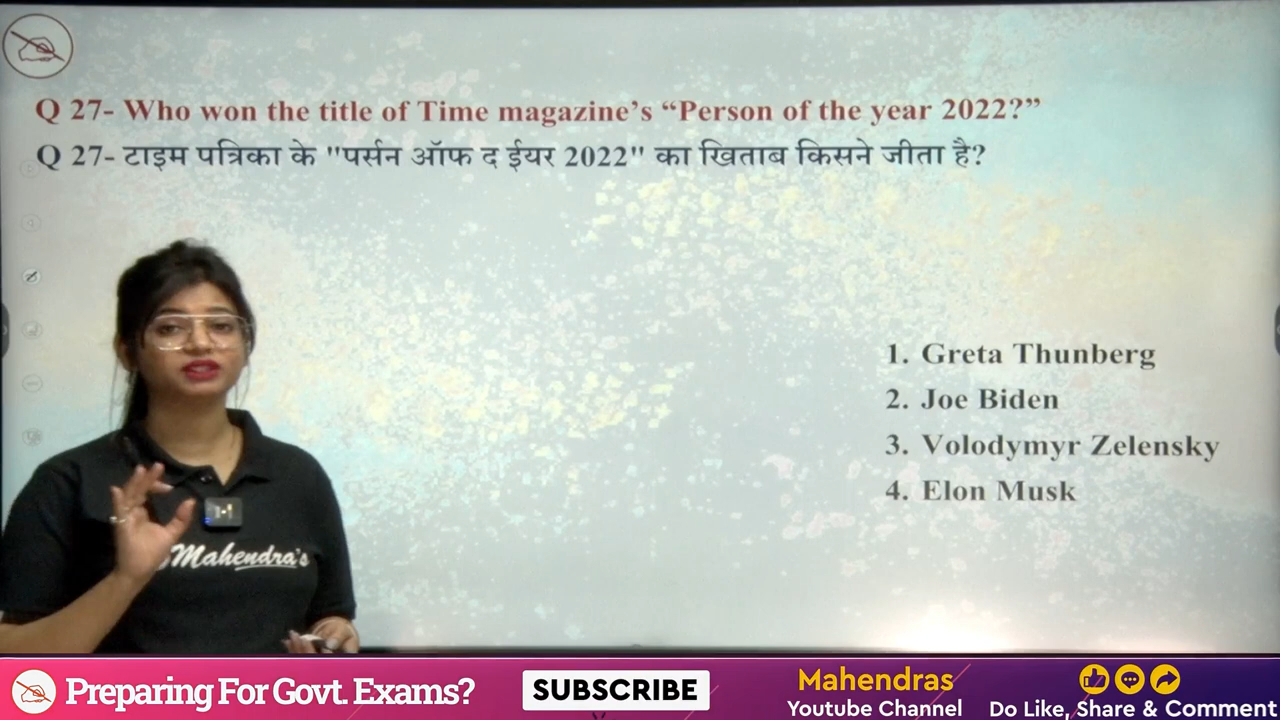 Q 27- Who won the title of Time magazine’s “Person of the year 2022?”
Q 27- टाइम पत्रिका के "पर्सन ऑफ द ईयर 2022" का खिताब किसने जीता है?
1. Greta Thunberg
2. Joe Biden
3. Volodymyr Zelensky
4. Elon Musk
Mahendra's
Preparing For Govt. Exams?
SUBSCRIBE
Mahendras
Youtube Channel
Do Like, Share & Comment